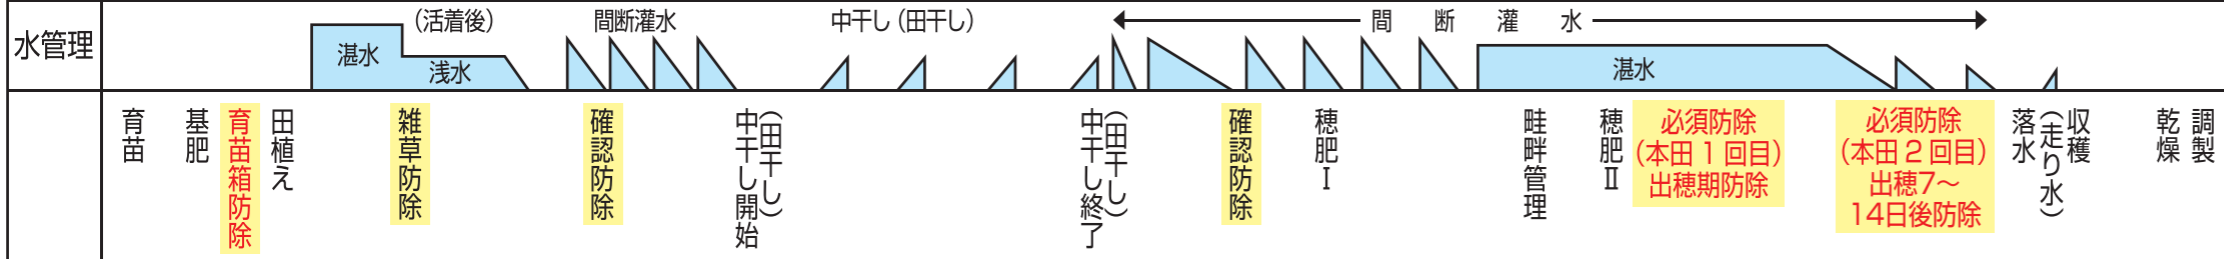 水管理
湛水
(活着後)
浅水
間断灌水
中干し(田干し)
間断灌水
湛水
育苗
基肥
育苗箱防除
田植え
雑草防除
確認防除
中干し開始
(田干し)
中干し終了
(田干し)
確認防除
穂肥Ⅰ
畦畔管理
穂肥Ⅱ
必須防除
(本田1回目)
出穂期防除
必須防除
(本田2回目)
出穂7〜
14日後防除
落水
(走り水)
収穫
乾燥
調製